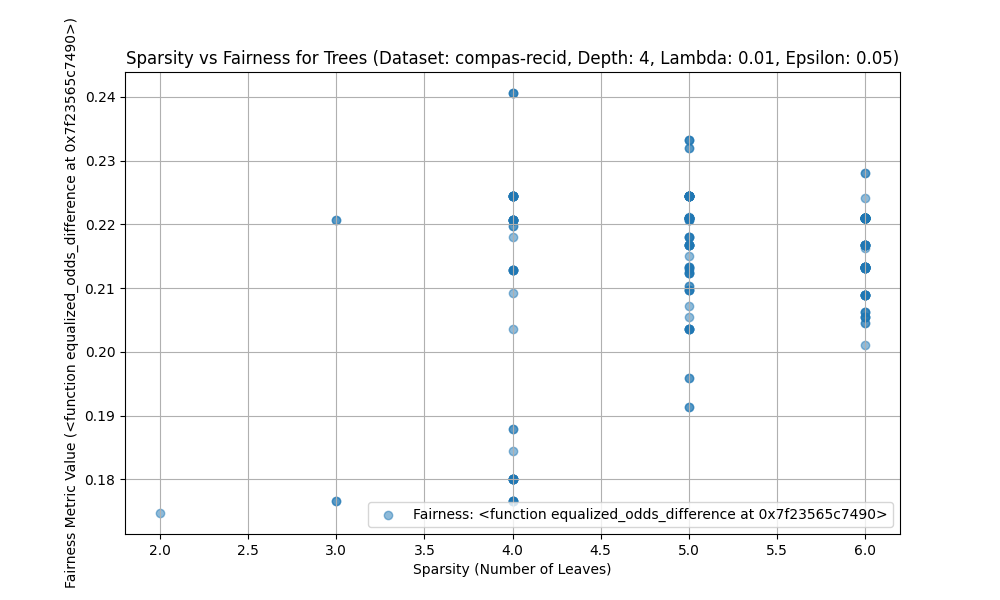 Sparsity vs Fairness for Trees (Dataset: compas-recid, Depth: 4, Lambda: 0.01, Epsilon: 0.05)
Fairness Metric Value (<function equalized_odds_difference at 0x7f23565c7490>)
0.24
0.23
0.22
0.21
0.20
0.19
0.18
Fairness: <function equalized_odds_difference at 0x7f23565c7490>
2.0 2.5 3.0 3.5 4.0 4.5 5.0 5.5 6.0
Sparsity (Number of Leaves)